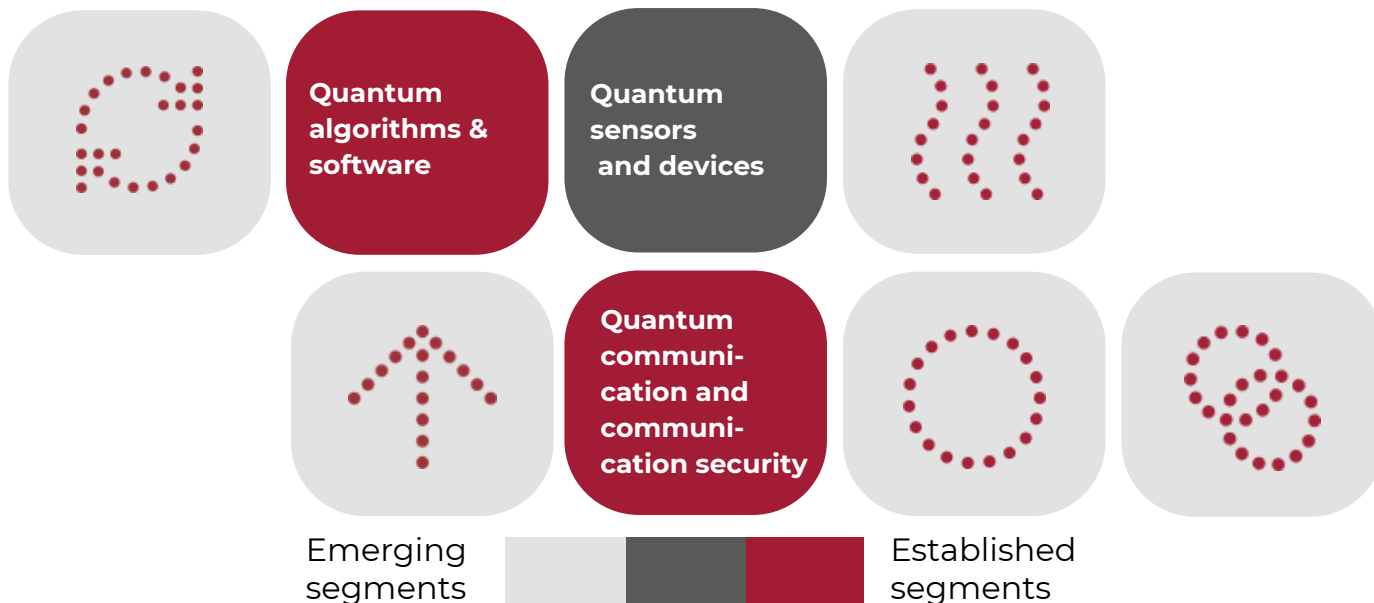 Quantum
algorithms &
software
Quantum
sensors
and devices
Quantum
communi-
cation and
communi-
cation security
Emerging
segments
Established
segments